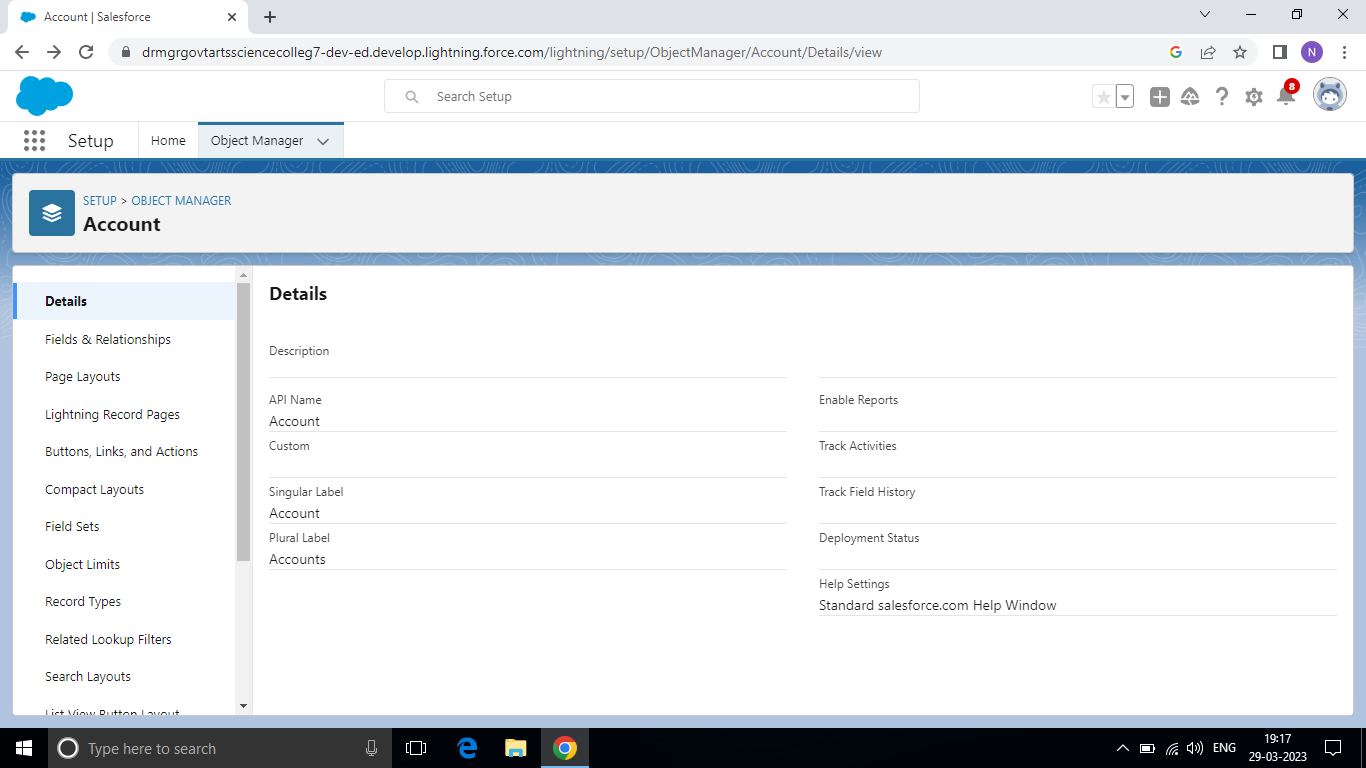 Account | Salesforce
drmgrgovtartssciencecolleg7-dev-ed.develop.lightning.force.com/lightning/setup/ObjectManager/Account/Details/view
N
Search Setup
8
Setup
Home
Object Manager
SETUP > OBJECT MANAGER
Account
Details
Fields & Relationships
Page Layouts
Lightning Record Pages
Buttons, Links, and Actions
Compact Layouts
Field Sets
Object Limits
Record Types
Related Lookup Filters
Search Layouts
List View Button Layout
Details
Description
API Name
Account
Custom
Singular Label
Account
Plural Label
Accounts
Enable Reports
Track Activities
Track Field History
Deployment Status
Help Settings
Standard salesforce.com Help Window
Type here to search
ENG
19:17
29-03-2023